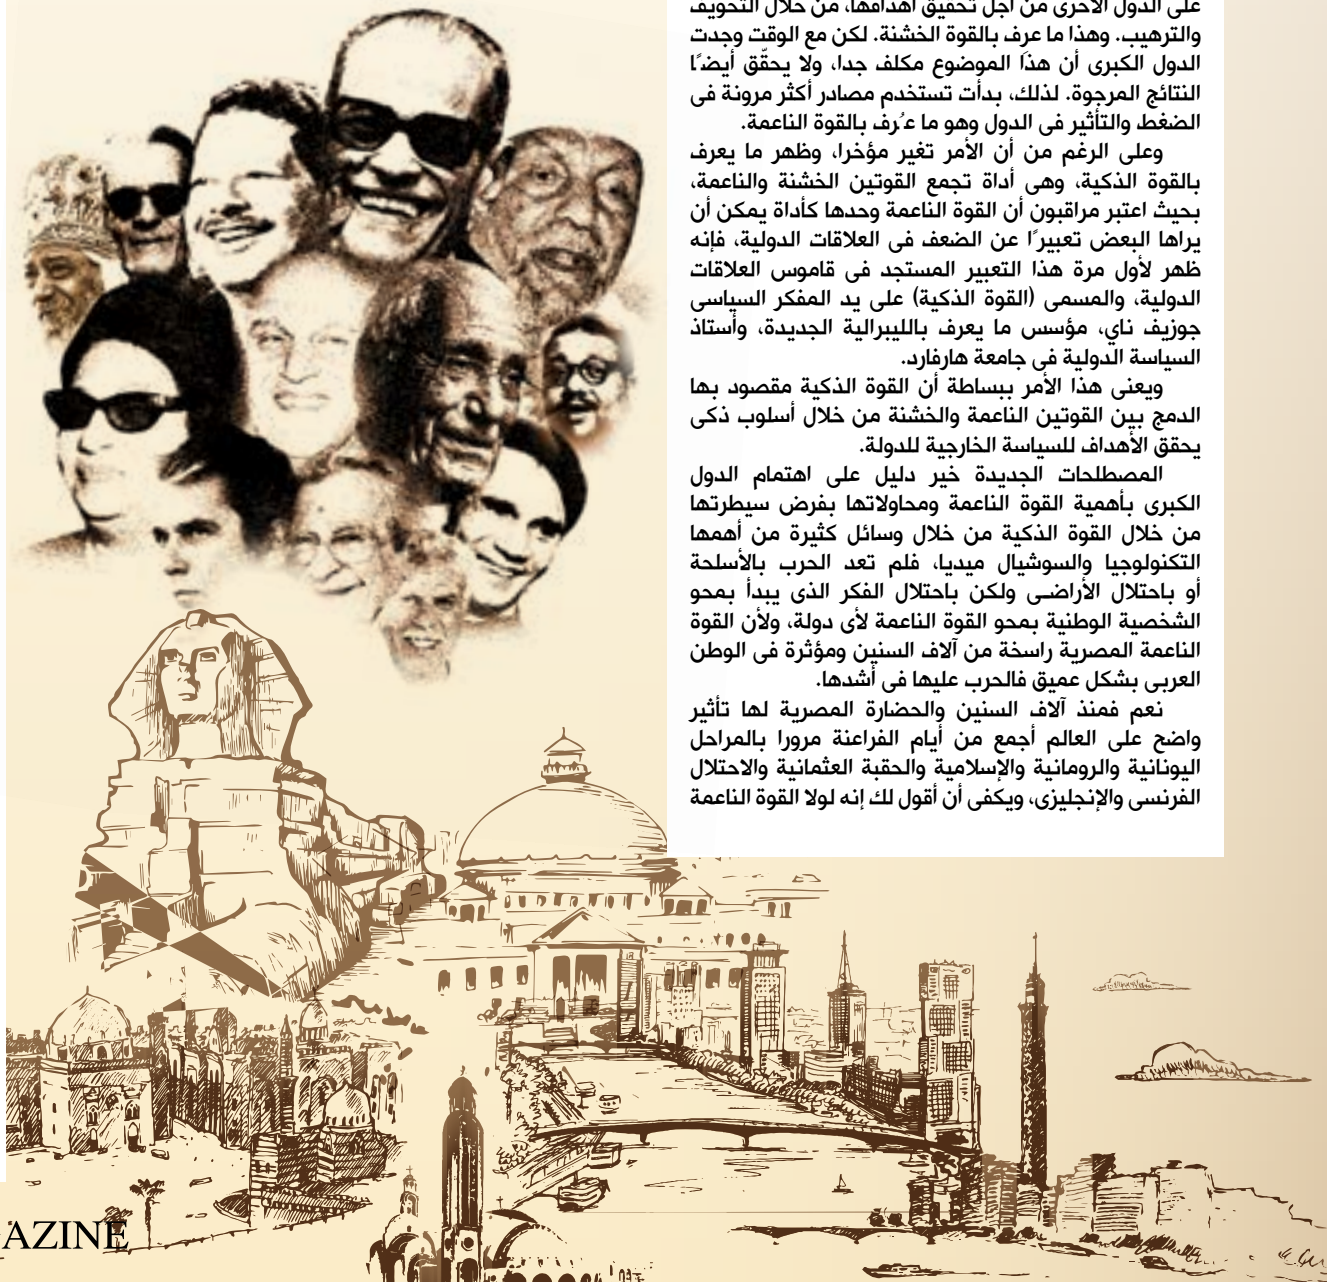 على الدول الأخرى من أجل تحقيق أهدافها، من خلال التخويف
والترهيب. وهذا ما عرِف بالقوة الخشنة. لكن مع الوقت وجدت
الدول الكبرى أن هذا الموضوع مكلف جدا، ولا يحقّق أيضًا
النتائج المرجوة. لذلك، بدأت تستخدم مصادر أكثر مرونة فى
الضغط والتأثير فى الدول وهو ما عُرف بالقوة الناعمة.
وعلى الرغم من أن الأمر تغير مؤخرا، وظهر ما يعرف
بالقوة الذكية، وهى أداة تجمع القوتين الخشنة والناعمة،
بحيث اعتبر مراقبون أن القوة الناعمة وحدها كأداة يمكن أن
يراها البعض تعبيرًا عن الضعف فى العلاقات الدولية، فإنه
ظهر لأول مرة هذا التعبير المستجد فى قاموس العلاقات
الدولية، والمسمى (القوة الذكية) على يد المفكر السياسى
جوزيف ناي، مؤسس ما يعرف بالليبرالية الجديدة، وأستاذ
السياسة الدولية فى جامعة هارفارد.
ويعنى هذا الأمر ببساطة أن القوة الذكية مقصود بها
الدمج بين القوتين الناعمة والخشنة من خلال أسلوب ذكى
يحقق الأهداف للسياسة الخارجية للدولة.
المصطلحات الجديدة خير دليل على اهتمام الدول
الكبرى بأهمية القوة الناعمة ومحاولاتها بفرض سيطرتها
من خلال القوة الذكية من خلال وسائل كثيرة من أهمها
التكنولوجيا والسوشيال ميديا، فلم تعد الحرب بالأسلحة
أو باحتلال الأراضى ولكن باحتلال الفكر الذى يبدأ بمحو
الشخصية الوطنية بمحو القوة الناعمة لأى دولة، ولأن القوة
الناعمة المصرية راسخة من آلاف السنين ومؤثرة فى الوطن
العربى بشكل عميق فالحرب عليها فى أشدها.
نعم فمنذ آلاف السنين والحضارة المصرية لها تأثير
واضح على العالم أجمع من أيام الفراعنة مرورا بالمراحل
اليونانية والرومانية والإسلامية والحقبة العثمانية والاحتلال
الفرنسى والإنجليزى، ويكفى أن أقول لك إنه لولا القوة الناعمة
AZINE